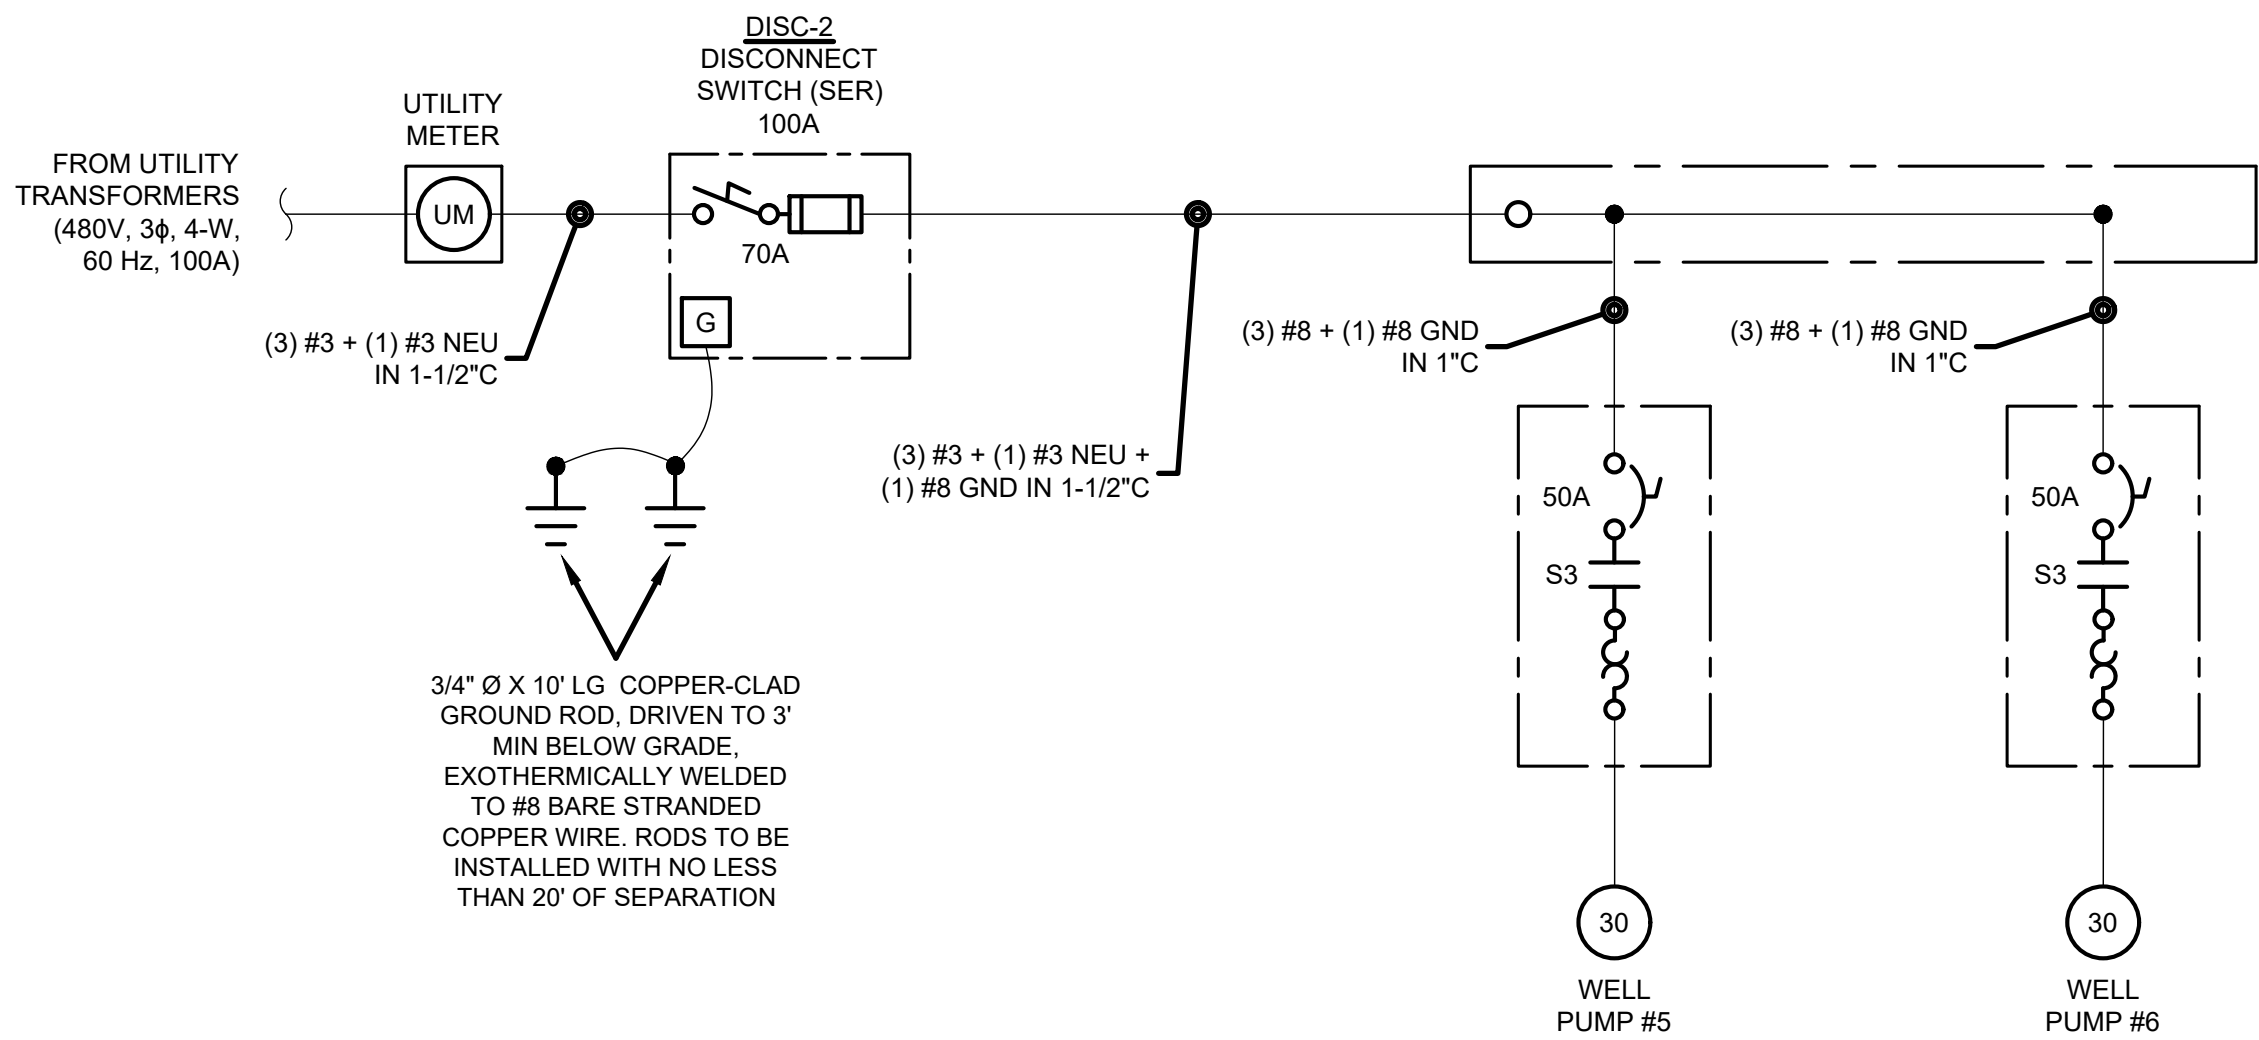 DISC-2
DISCONNECT
SWITCH (SER)
100A
UTILITY
METER
FROM UTILITY
TRANSFORMERS
(480V, 3ϕ, 4-W,
60 Hz, 100A)
UM
70A
G
(3) #3 + (1) #3 NEU
IN 1-1/2"C
(3) #3 + (1) #3 NEU +
(1) #8 GND IN 1-1/2"C
(3) #8 + (1) #8 GND
IN 1"C
(3) #8 + (1) #8 GND
IN 1"C
50A
S3
50A
S3
3/4" Ø X 10' LG COPPER-CLAD
GROUND ROD, DRIVEN TO 3'
MIN BELOW GRADE,
EXOTHERMICALLY WELDED
TO #8 BARE STRANDED
COPPER WIRE. RODS TO BE
INSTALLED WITH NO LESS
THAN 20' OF SEPARATION
30
WELL
PUMP #5
30
WELL
PUMP #6